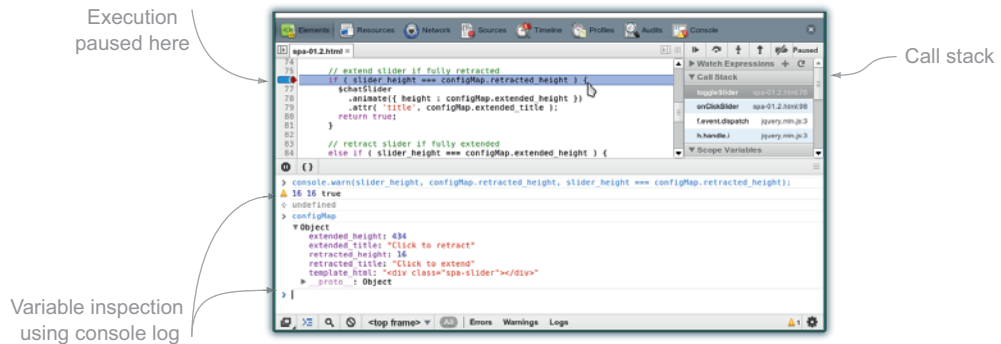 Execution
paused here
Elements Resources Network Sources Timeline Profiles Audits Console
spa-01.2.html × Paused
74
75 // extend slider if fully retracted
if ( slider_height === configMap.retracted_height ) {
77 $chatSlider
78 .animate({ height : configMap.extended_height })
79 .attr( 'title', configMap.extended_title );
80 return true;
81 }
82
83 // retract slider if fully extended
84 else if ( slider_height === configMap.extended_height ) {
Watch Expressions + C
Call Stack
toggleSlider spa-01.2.html:76
onClickSlider spa-01.2.html:98
f.event.dispatch jquery.min.js:3
h.handle.i jquery.min.js:3
Scope Variables
Call stack
{}
> console.warn(slider_height, configMap.retracted_height, slider_height === configMap.retracted_height);
16 16 true
undefined
> configMap
Object
extended_height: 434
extended_title: "Click to retract"
retracted_height: 16
retracted_title: "Click to extend"
template_html: "<div class="spa-slider"></div>"
__proto__: Object
>
Variable inspection
using console log
<top frame> All Errors Warnings Logs 1